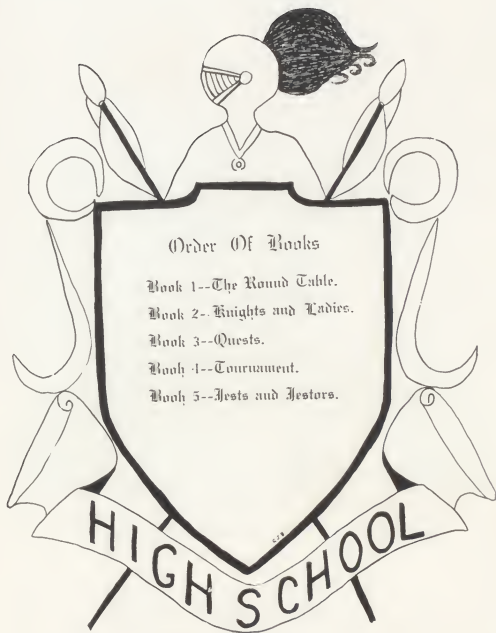 Order Of Books
Book 1--The Round Table.
Book 2--Knights and Ladies.
Book 3--Quests.
Book 4--Tournament.
Book 5--Jests and Jestors.
HIGH SCHOOL